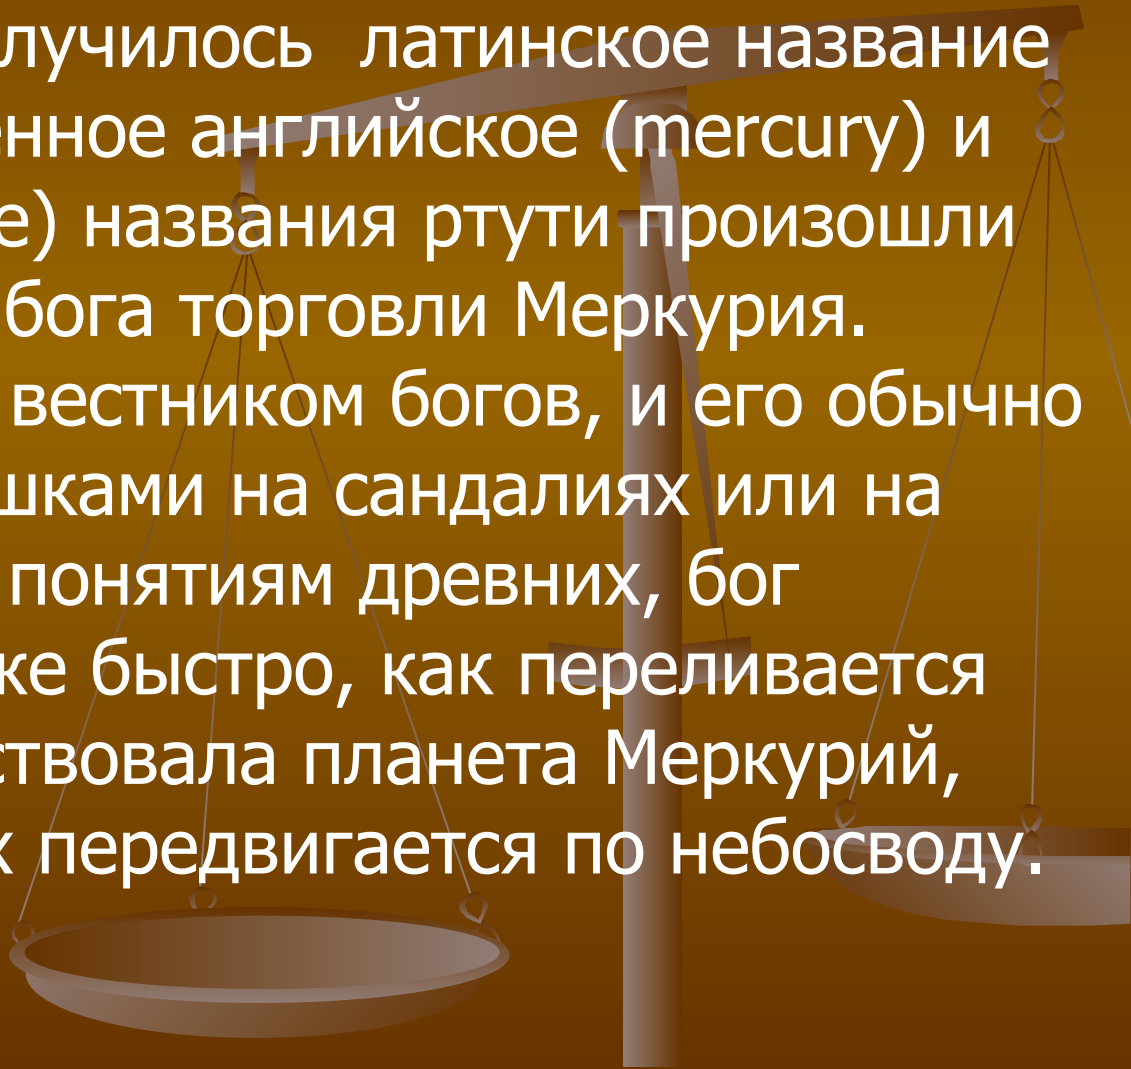 лучилось  латинское название
енное английское (mercury) и
е) названия ртути произошли
бога торговли Меркурия.
вестником богов, и его обычно
шками на сандалиях или на
понятиям древних, бог
ке быстро, как переливается
ствовала планета Меркурий,
х передвигается по небосводу.